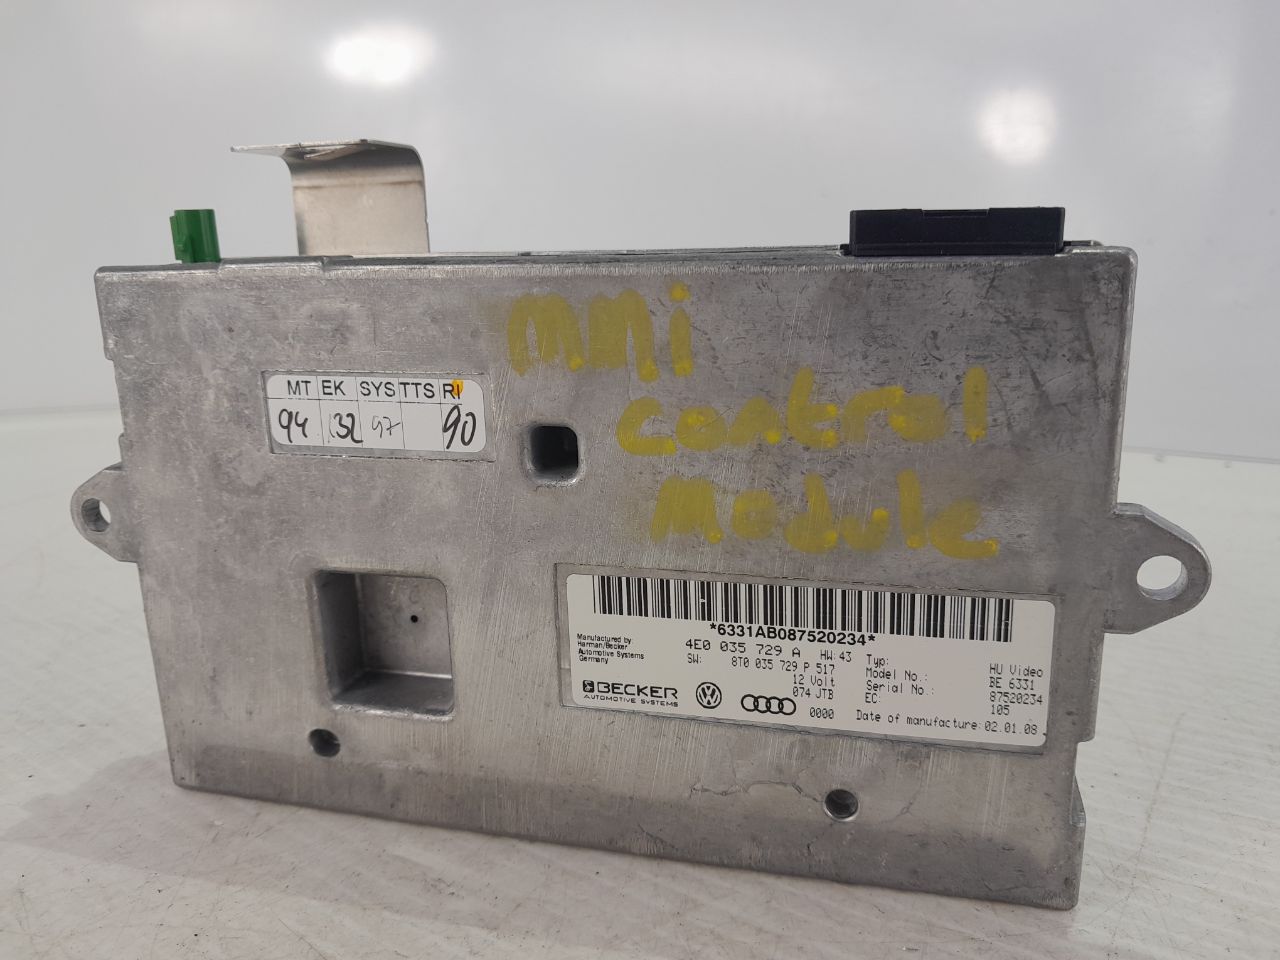 mmi
control
module
MT EK SYS TTS RI
94 32 97 90
*6331AB087520234*
Manufactured by:
Harman/Becker
Automotive Systems
Germany
4E0 035 729 A HW: 43
SW: 8T0 035 729 P 517
12 Volt
074 JTB
0000
BECKER
AUTOMOTIVE SYSTEMS
Typ: HU Video
Model No.: BE 6331
Serial No.: 87520234
EC: 105
Date of manufacture: 02.01.08